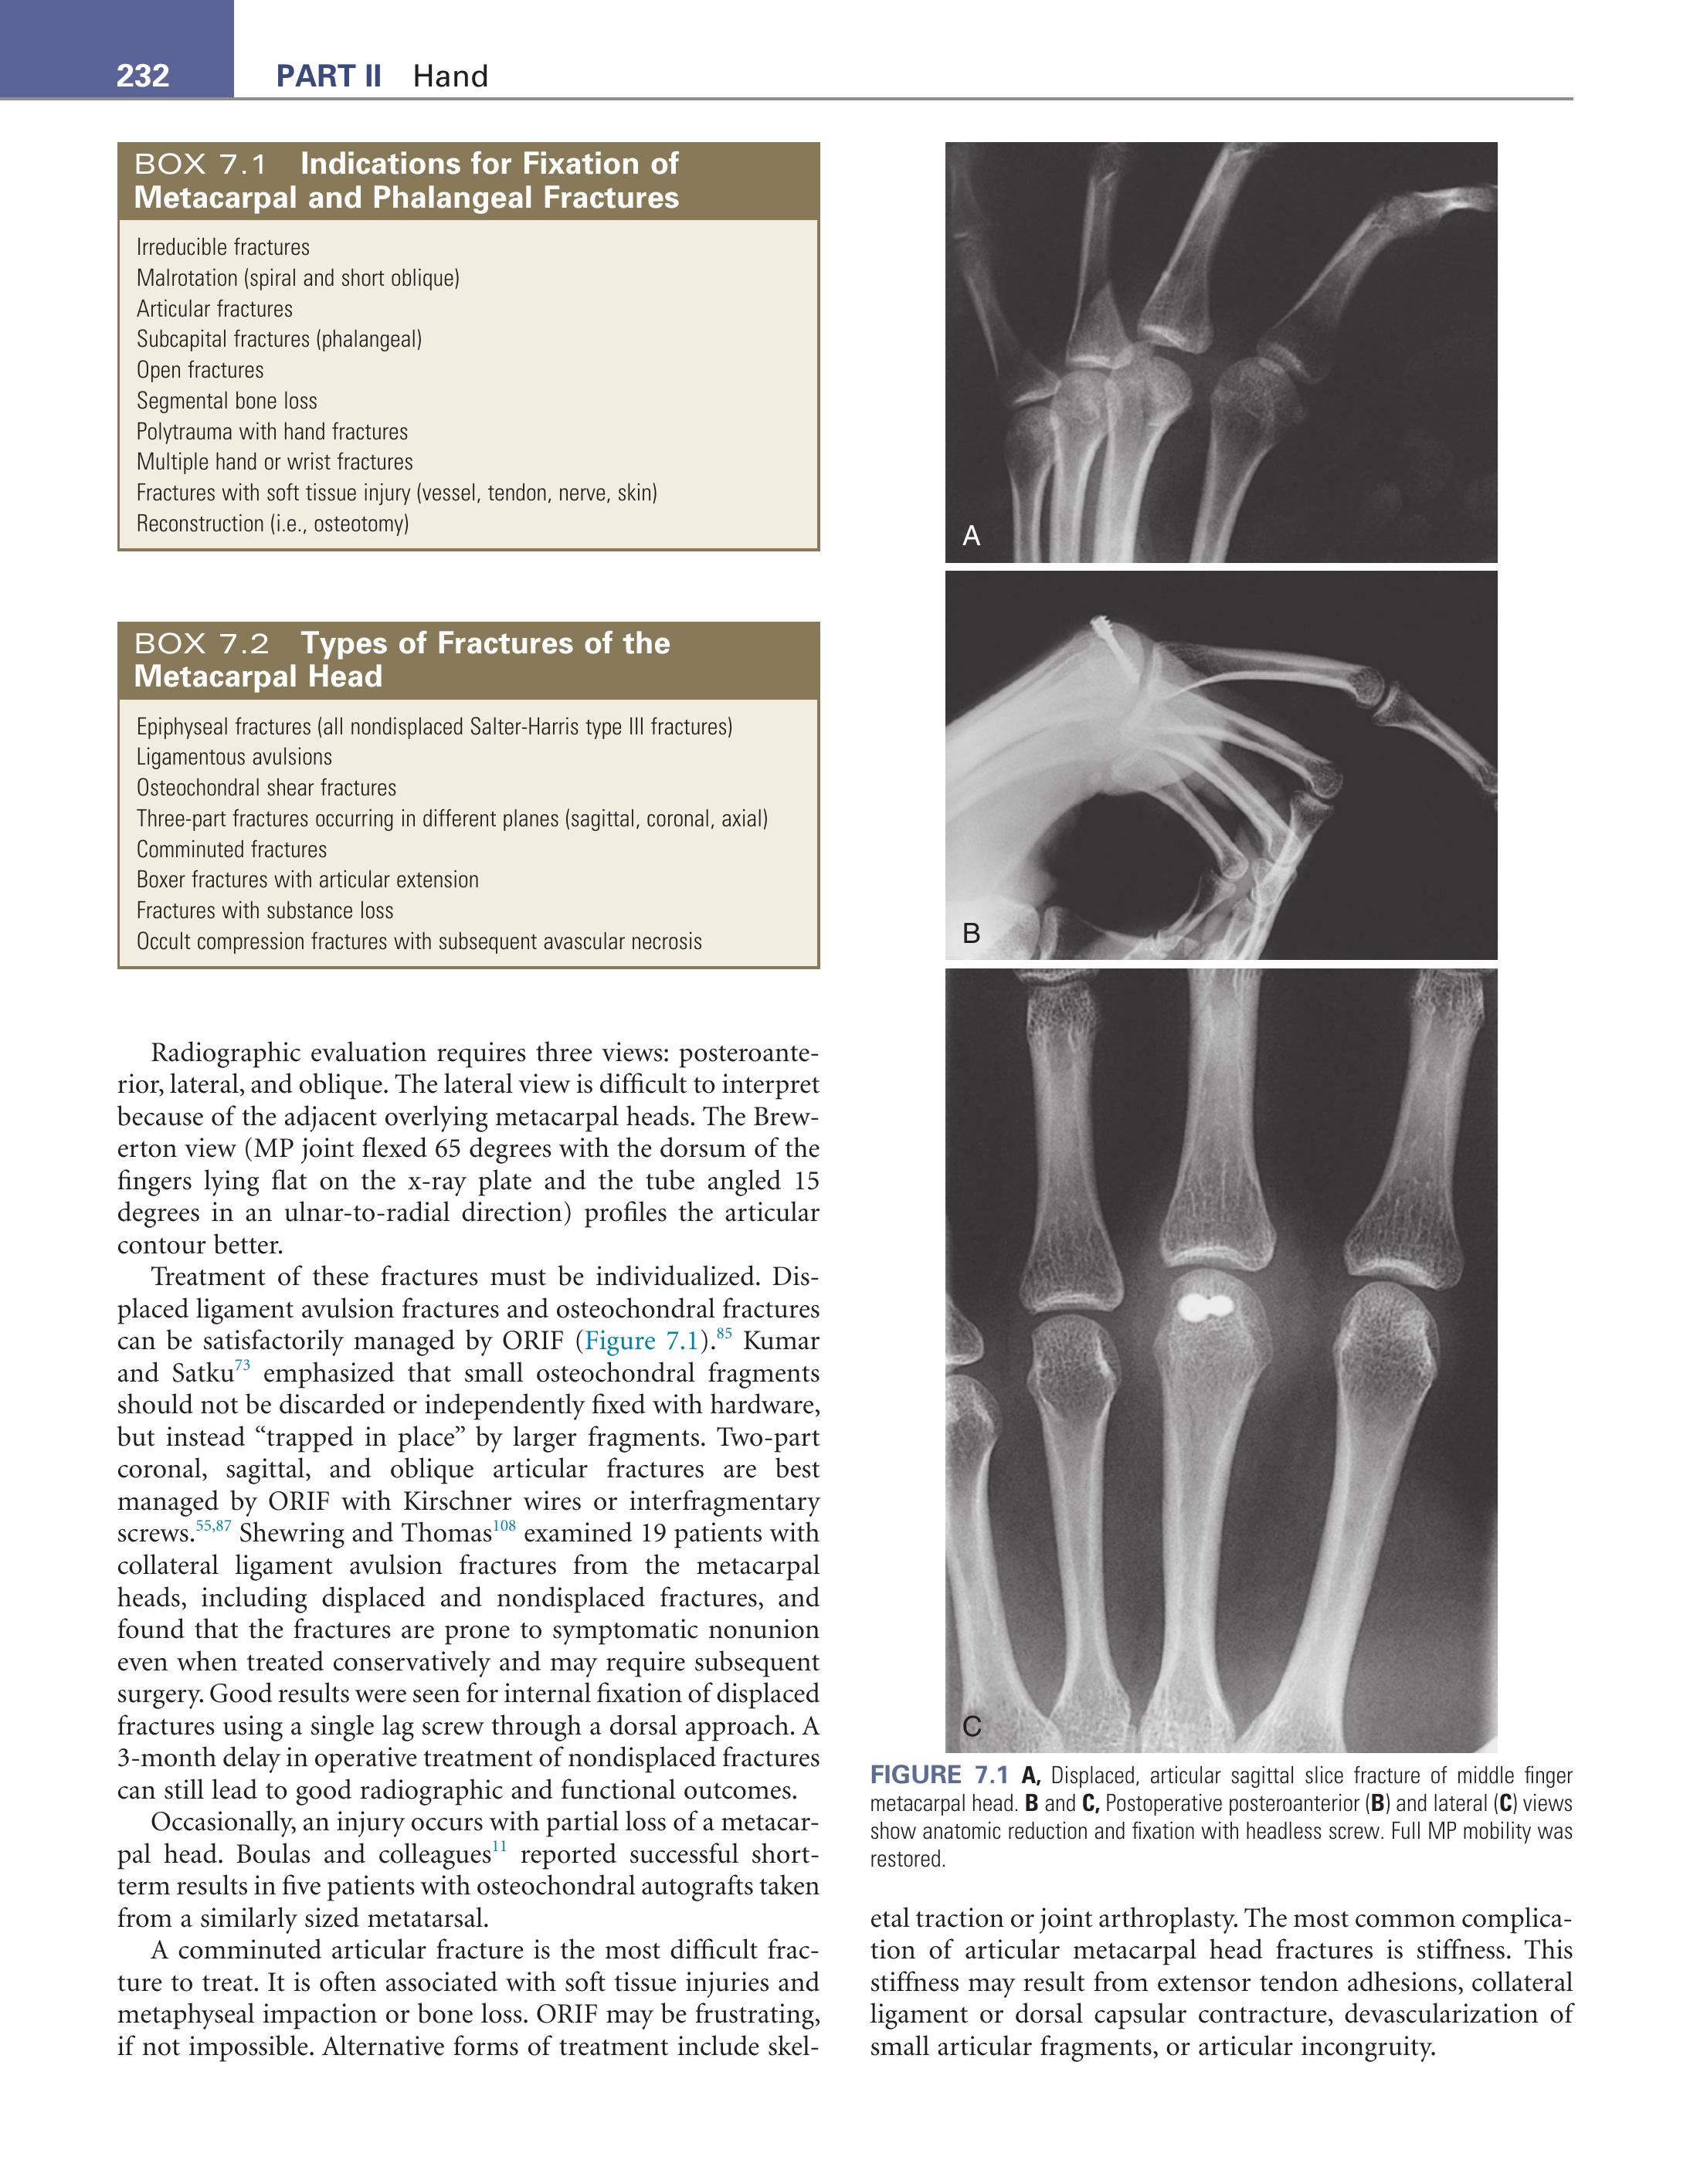 232
PART II Hand
BOX 7.1 Indications for Fixation of
Metacarpal and Phalangeal Fractures
Irreducible fractures
Malrotation (spiral and short oblique)
Articular fractures
Subcapital fractures (phalangeal)
Open fractures
Segmental bone loss
Polytrauma with hand fractures
Multiple hand or wrist fractures
Fractures with soft tissue injury (vessel, tendon, nerve, skin)
Reconstruction (i.e., osteotomy)
BOX 7.2 Types of Fractures of the
Metacarpal Head
Epiphyseal fractures (all nondisplaced Salter-Harris type III fractures)
Ligamentous avulsions
Osteochondral shear fractures
Three-part fractures occurring in different planes (sagittal, coronal, axial)
Comminuted fractures
Boxer fractures with articular extension
Fractures with substance loss
Occult compression fractures with subsequent avascular necrosis
Radiographic evaluation requires three views: posteroante-
rior, lateral, and oblique. The lateral view is difficult to interpret
because of the adjacent overlying metacarpal heads. The Brew-
erton view (MP joint flexed 65 degrees with the dorsum of the
fingers lying flat on the x-ray plate and the tube angled 15
degrees in an ulnar-to-radial direction) profiles the articular
contour better.
Treatment of these fractures must be individualized. Dis-
placed ligament avulsion fractures and osteochondral fractures
can be satisfactorily managed by ORIF (Figure 7.1).85 Kumar
and Satku73 emphasized that small osteochondral fragments
should not be discarded or independently fixed with hardware,
but instead “trapped in place” by larger fragments. Two-part
coronal, sagittal, and oblique articular fractures are best
managed by ORIF with Kirschner wires or interfragmentary
screws.55,87 Shewring and Thomas108 examined 19 patients with
collateral ligament avulsion fractures from the metacarpal
heads, including displaced and nondisplaced fractures, and
found that the fractures are prone to symptomatic nonunion
even when treated conservatively and may require subsequent
surgery. Good results were seen for internal fixation of displaced
fractures using a single lag screw through a dorsal approach. A
3-month delay in operative treatment of nondisplaced fractures
can still lead to good radiographic and functional outcomes.
Occasionally, an injury occurs with partial loss of a metacar-
pal head. Boulas and colleagues11 reported successful short-
term results in five patients with osteochondral autografts taken
from a similarly sized metatarsal.
A comminuted articular fracture is the most difficult frac-
ture to treat. It is often associated with soft tissue injuries and
metaphyseal impaction or bone loss. ORIF may be frustrating,
if not impossible. Alternative forms of treatment include skel-
A
B
C
FIGURE 7.1 A, Displaced, articular sagittal slice fracture of middle finger
metacarpal head. B and C, Postoperative posteroanterior (B) and lateral (C) views
show anatomic reduction and fixation with headless screw. Full MP mobility was
restored.
etal traction or joint arthroplasty. The most common complica-
tion of articular metacarpal head fractures is stiffness. This
stiffness may result from extensor tendon adhesions, collateral
ligament or dorsal capsular contracture, devascularization of
small articular fragments, or articular incongruity.